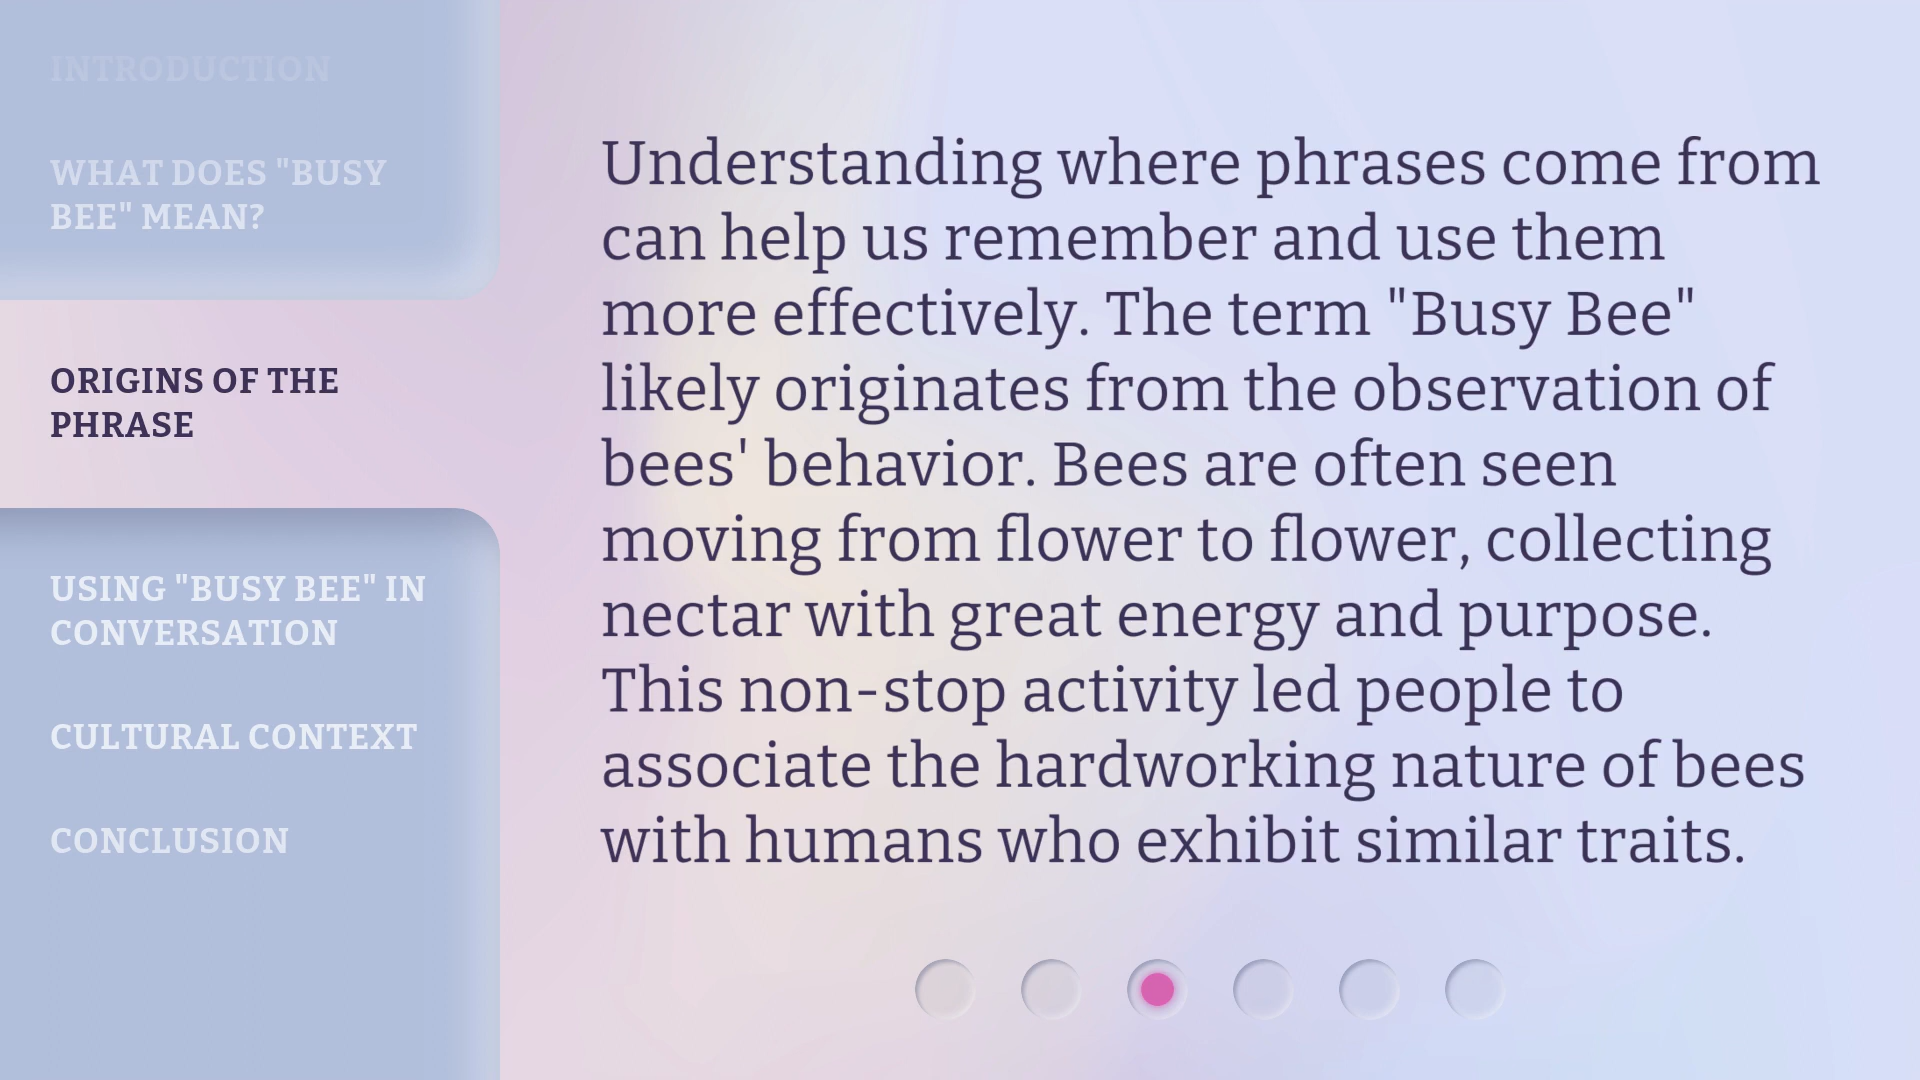 INTRODUCTION
WHAT DOES "BUSY
BEE" MEAN?
ORIGINS OF THE
PHRASE
USING "BUSY BEE" IN
CONVERSATION
CULTURAL CONTEXT
CONCLUSION
Understanding where phrases come from
can help us remember and use them
more effectively. The term "Busy Bee"
likely originates from the observation of
bees' behavior. Bees are often seen
moving from flower to flower, collecting
nectar with great energy and purpose.
This non-stop activity led people to
associate the hardworking nature of bees
with humans who exhibit similar traits.